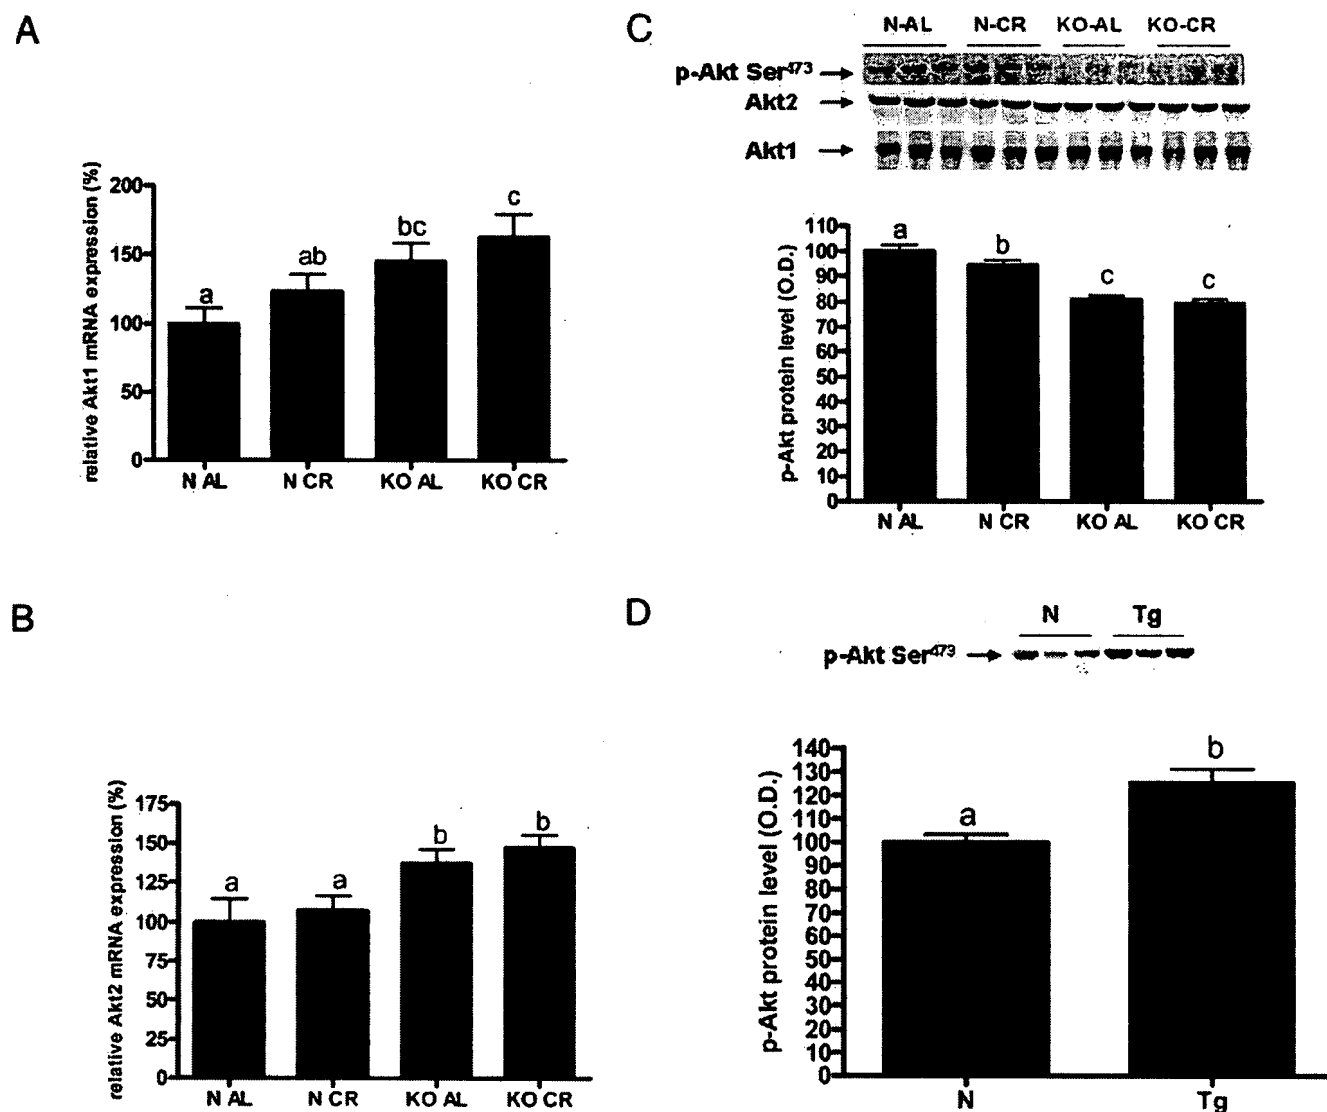 A
relative Akt1 mRNA expression (%)
200
150
100
50
0
a
ab
bc
c
N AL
N CR
KO AL
KO CR
B
relative Akt2 mRNA expression (%)
175
150
125
100
75
50
25
0
a
a
b
b
N AL
N CR
KO AL
KO CR
C
N-AL
N-CR
KO-AL
KO-CR
p-Akt Ser473
Akt2
Akt1
p-Akt protein level (O.D.)
110
100
90
80
70
60
50
40
30
20
10
0
a
b
c
c
N AL
N CR
KO AL
KO CR
D
N
Tg
p-Akt Ser473
p-Akt protein level (O.D.)
140
130
120
110
100
90
80
70
60
50
40
30
20
10
0
a
b
N
Tg